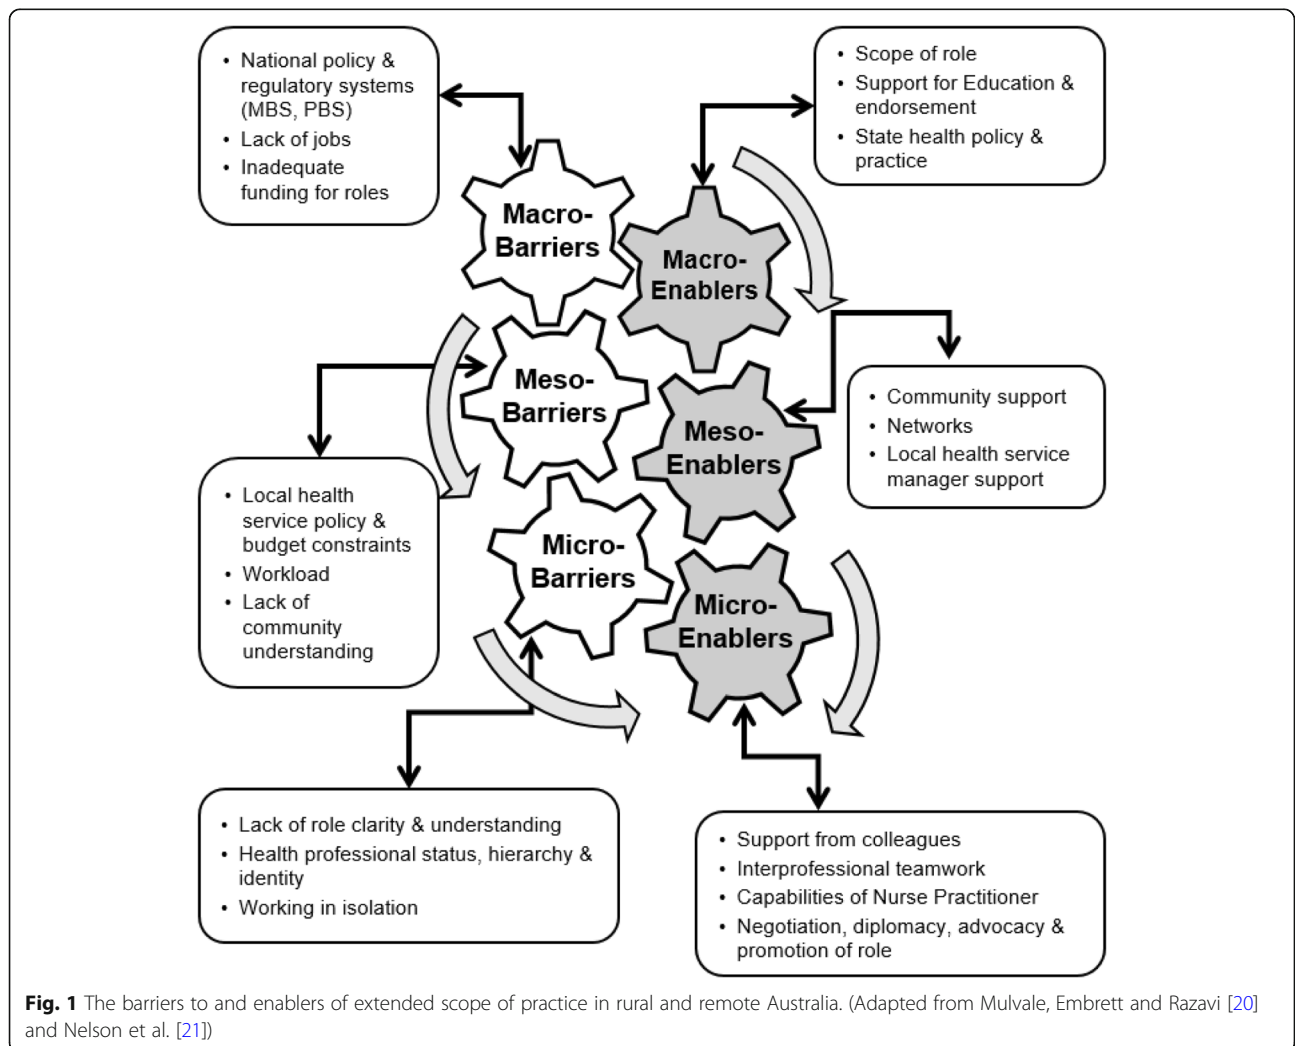 • National policy &
regulatory systems
(MBS, PBS)
• Lack of jobs
• Inadequate
funding for roles
• Scope of role
• Support for Education &
endorsement
• State health policy &
practice
Macro-
Barriers
Macro-
Enablers
Meso-
Barriers
Meso-
Enablers
• Community support
• Networks
• Local health service
manager support
• Local health
service policy &
budget constraints
• Workload
• Lack of
community
understanding
Micro-
Barriers
Micro-
Enablers
• Lack of role clarity & understanding
• Health professional status, hierarchy &
identity
• Working in isolation
• Support from colleagues
• Interprofessional teamwork
• Capabilities of Nurse Practitioner
• Negotiation, diplomacy, advocacy &
promotion of role
Fig. 1 The barriers to and enablers of extended scope of practice in rural and remote Australia. (Adapted from Mulvale, Embrett and Razavi [20]
and Nelson et al. [21])